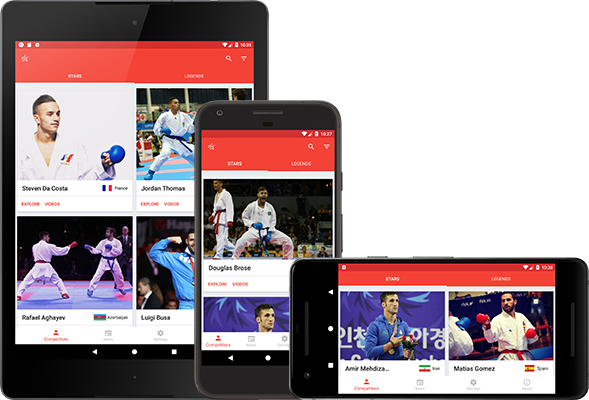 10:28
STARS
LEGENDS
Steven Da Costa
France
Jordan Thomas
EXPLORE VIDEOS
EXPLORE VIDEOS
Rafael Aghayev
Azerbaijan
Luigi Busa
Competitors
News
Settings
10:27
STARS
LEGENDS
Douglas Brose
EXPLORE VIDEOS
Competitors
News
10:28
STARS
LEGENDS
Amir Mehdiza...
Iran
Matias Gomez
Spain
Competitors
News
Settings
About